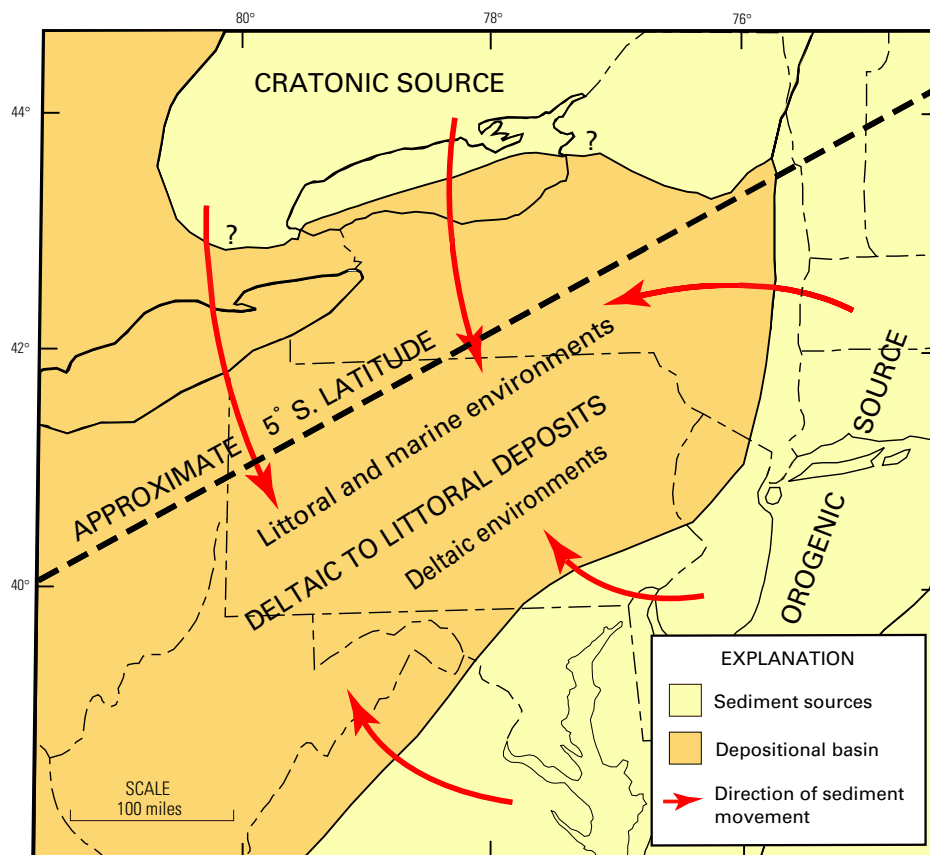 80°
78°
76°
44°
CRATONIC SOURCE
?
?
42°
APPROXIMATE 5° S. LATITUDE
Littoral and marine environments
DELTAIC TO LITTORAL DEPOSITS
Deltaic environments
40°
OROGENIC SOURCE
SCALE
100 miles
EXPLANATION
Sediment sources
Depositional basin
Direction of sediment
movement